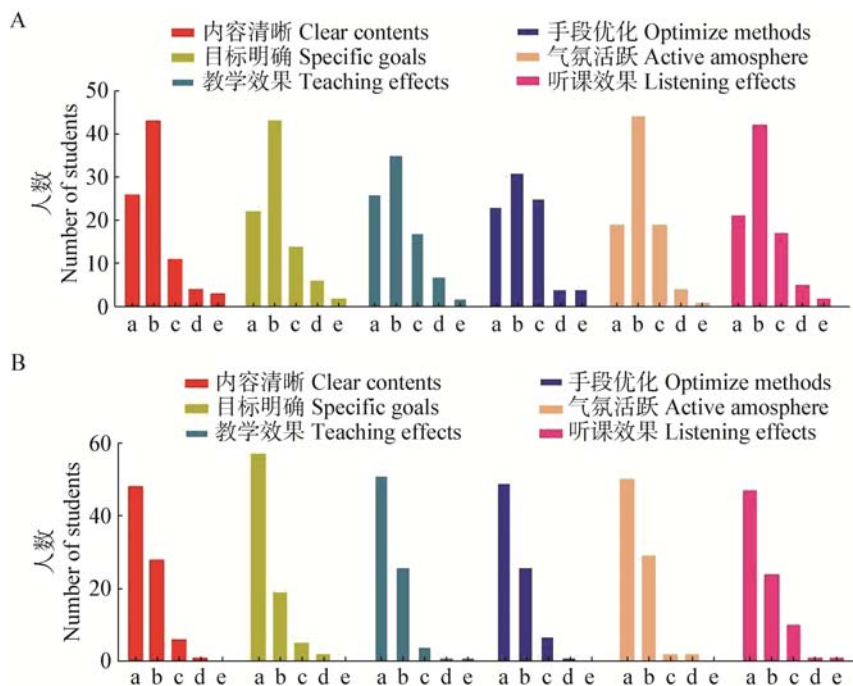 A
内容清晰 Clear contents
目标明确 Specific goals
教学效果 Teaching effects
手段优化 Optimize methods
气氛活跃 Active amosphere
听课效果 Listening effects
人数
Number of students
50
40
30
20
10
0
a b c d e a b c d e a b c d e a b c d e a b c d e a b c d e
B
内容清晰 Clear contents
目标明确 Specific goals
教学效果 Teaching effects
手段优化 Optimize methods
气氛活跃 Active amosphere
听课效果 Listening effects
人数
Number of students
60
40
20
0
a b c d e a b c d e a b c d e a b c d e a b c d e a b c d e